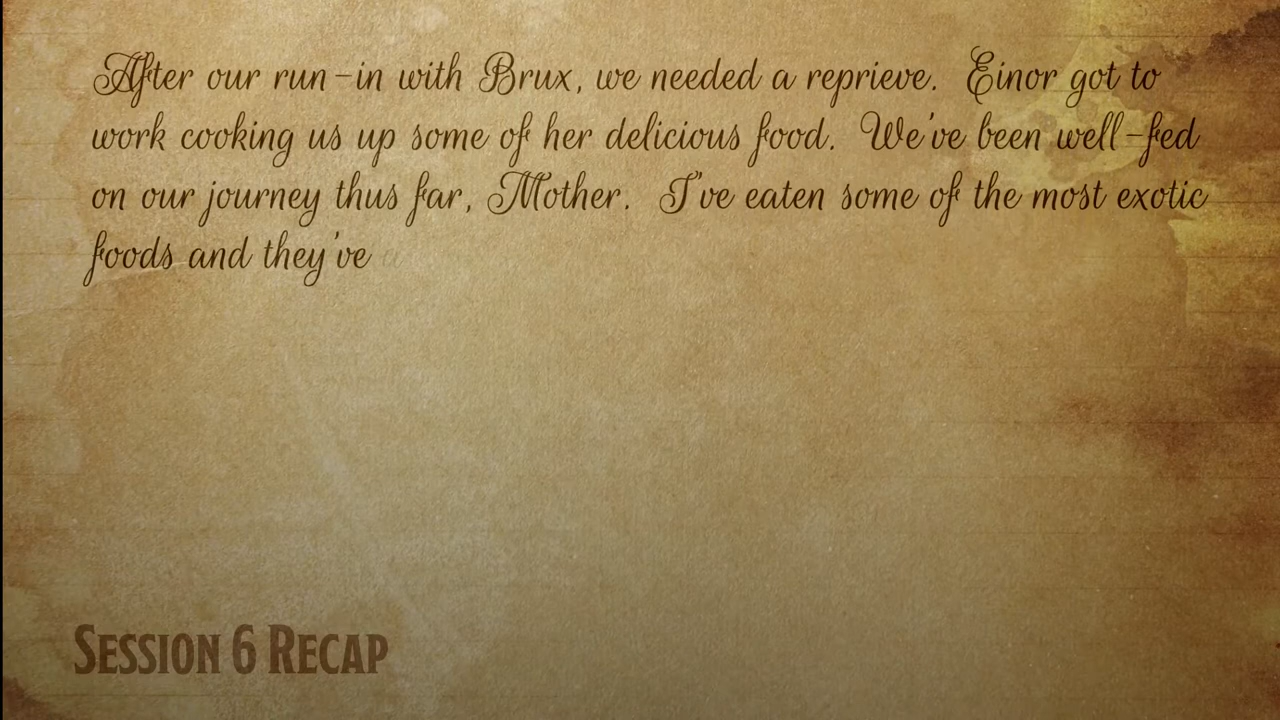 After our run-in with Brux, we needed a reprieve. Einor got to
work cooking us up some of her delicious food. We've been well-fed
on our journey thus far, Mother. I've eaten some of the most exotic
foods and they've
Session 6 Recap